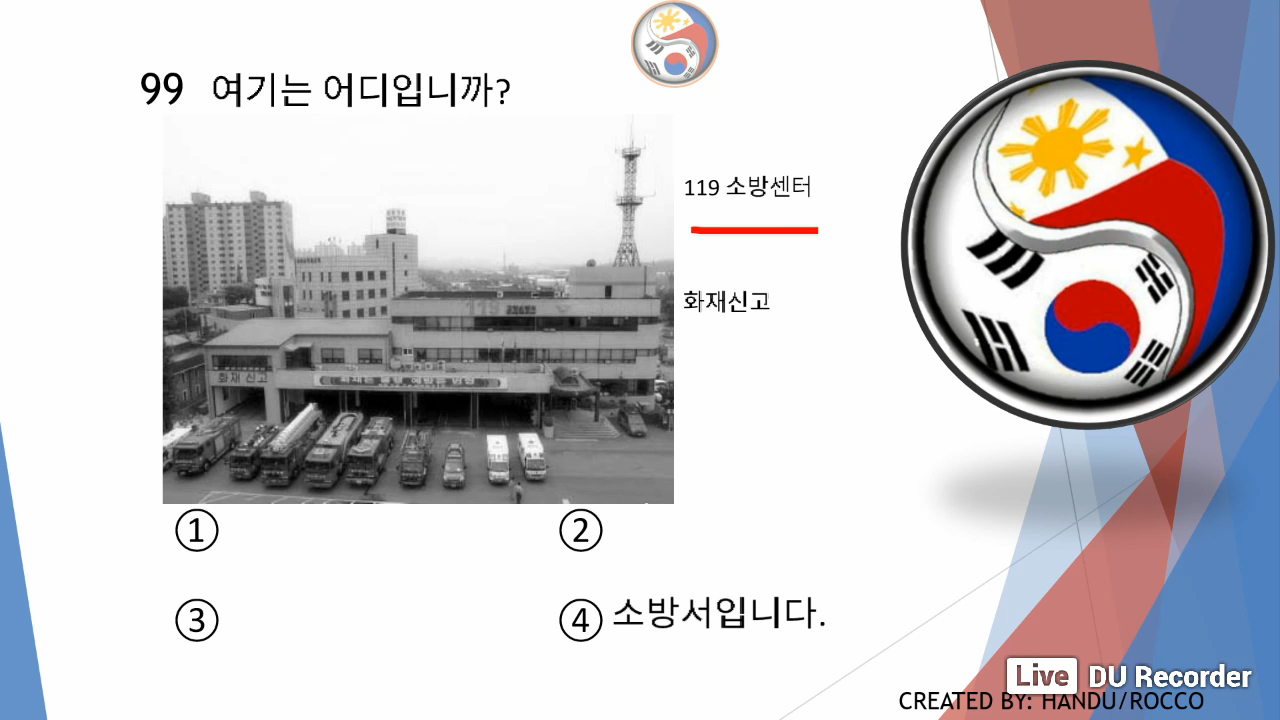 99 여기는 어디입니까?
119 소방센터
화재신고
화재 신고
① ②
③ ④ 소방서입니다.
Live DU Recorder
CREATED BY: HANDU/ROCCO